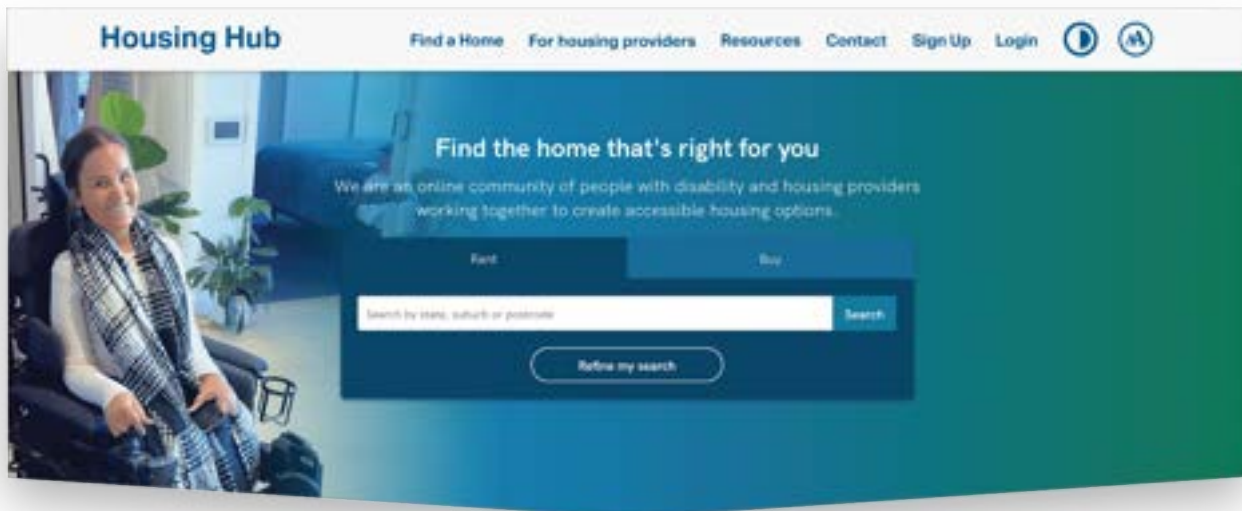 Housing Hub
Find a Home For housing providers Resources Contact Sign Up Login
Find the home that's right for you
We are an online community of people with disability and housing providers
working together to create accessible housing options.
Rent Buy
Search by state, suburb or postcode Search
Refine my search